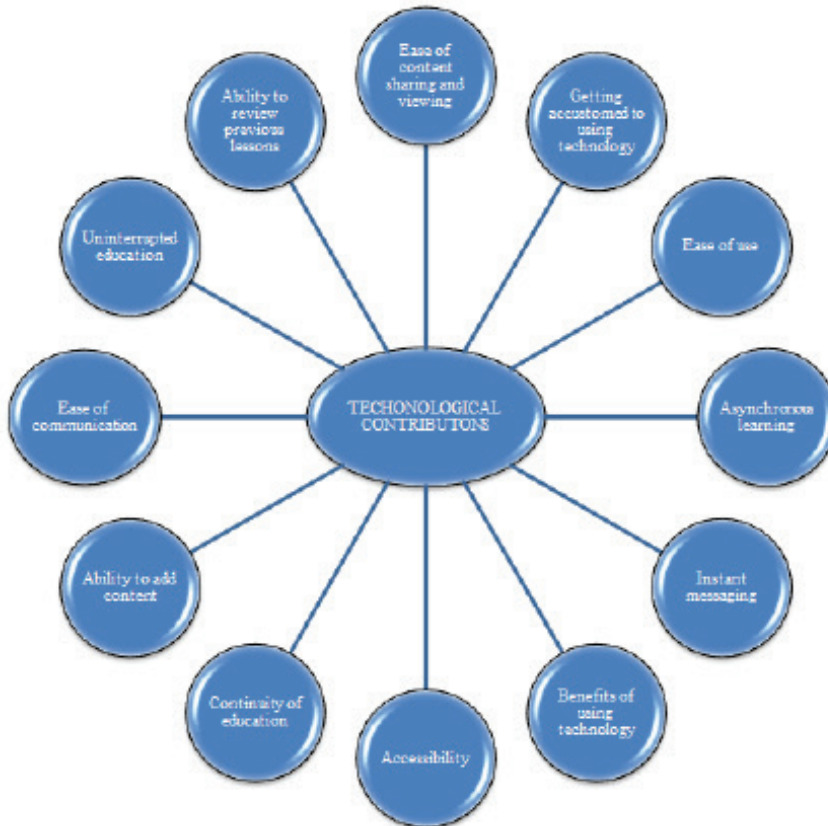 Ease of
content
sharing and
viewing
Getting
accustomed to
using
technology
Ease of use
Asynchronous
learning
Instant
messaging
Benefits of
using
technology
Accessibility
Continuity of
education
Ability to add
content
Ease of
communication
Uninterrupted
education
Ability to
review
previous
lessons
TECHONOLOGICAL
CONTRIBUTONS